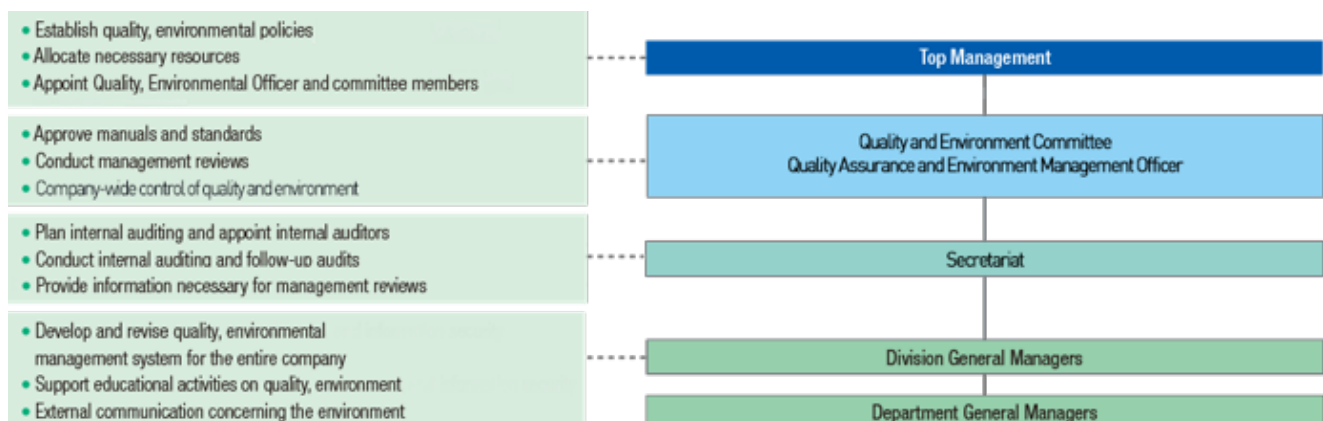 • Establish quality, environmental policies
• Allocate necessary resources
• Appoint Quality, Environmental Officer and committee members
Top Management
• Approve manuals and standards
• Conduct management reviews
• Company-wide control of quality and environment
Quality and Environment Committee
Quality Assurance and Environment Management Officer
• Plan internal auditing and appoint internal auditors
• Conduct internal auditing and follow-up audits
• Provide information necessary for management reviews
Secretariat
• Develop and revise quality, environmental
management system for the entire company
• Support educational activities on quality, environment
• External communication concerning the environment
Division General Managers
Department General Managers